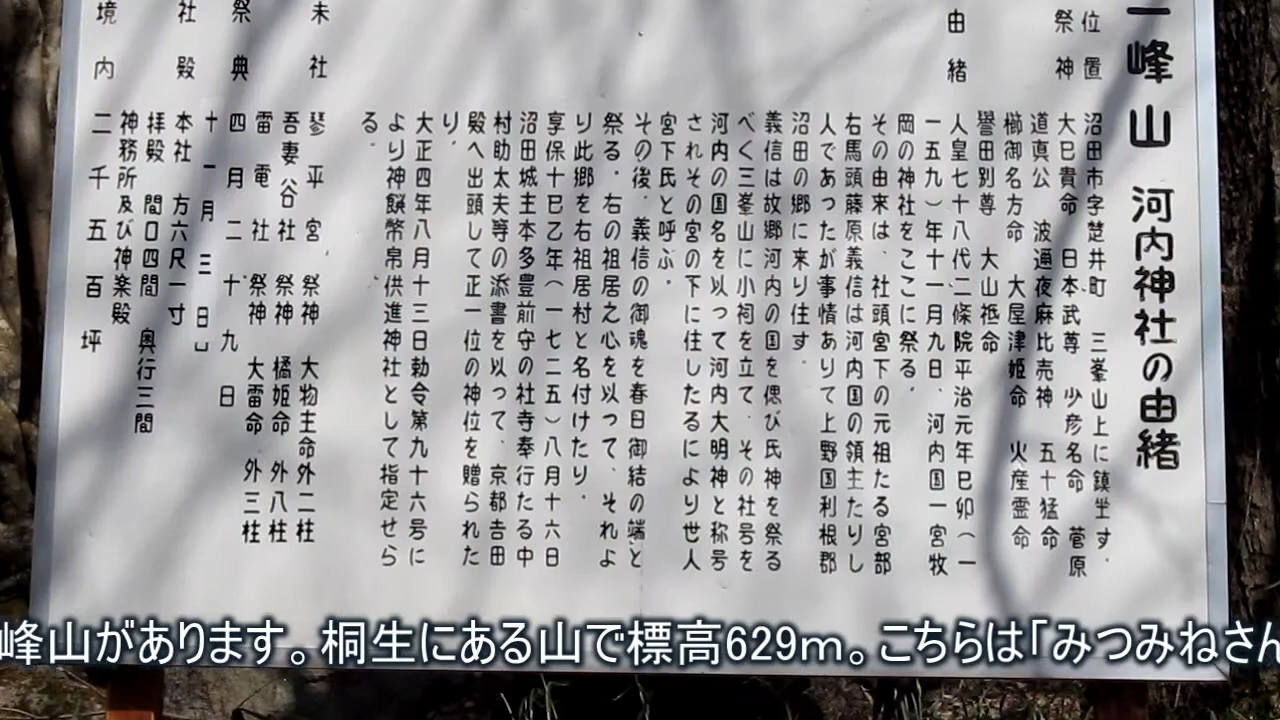 峰山 河内神社の由緒
位置 沼田市字楚井町 三峯山上に鎮坐す.
祭神 大巳貴命 日本武尊 少彦名命 菅原
道真公 波邇夜麻比売神 五十猛命
櫛御名方命 大屋津姫命 火産霊命
譽田別尊 大山祗命
由緒 人皇七十八代二條院平治元年巳卯(一
一五九)年十一月九日、河内国一宮牧
岡の神社をここに祭る.
その由来は、社頭宮下の元祖たる宮部
右馬頭藤原義信は河内国の領主たりし
人であったが事情ありて上野国利根郡
沼田の郷に来り住す.
義信は故郷河内の国を偲び氏神を祭る
べく三峯山に小祠を立て、その社号を
河内の国名を以って河内大明神と称号
されその宮の下に住したるにより世人
宮下氏と呼ぶ.
その後、義信の御魂を春日御結の端と
祭る.右の祖居之心を以って、それよ
り此郷を右祖居村と名付けたり.
享保十巳乙年(一七二五)八月十六日
沼田城主本多豊前守の社寺奉行たる中
村助太夫等の添書を以って、京都吉田
殿へ出頭して正一位の神位を贈られた
り.
大正四年八月十三日勅令第九十六号に
より神饌幣帛供進神社として指定せら
る.
末社 琴平宮 祭神 大物主命外二柱
吾妻谷社 祭神 橘姫命 外八柱
雷電社 祭神 大雷命 外三柱
祭典 四月二十九日
十一月三日
社殿 本社 方六尺一寸
拝殿 間口四間 奥行三間
神務所及び神楽殿
境内 二千五百坪
峰山があります。桐生にある山で標高629m。こちらは「みつみねさん